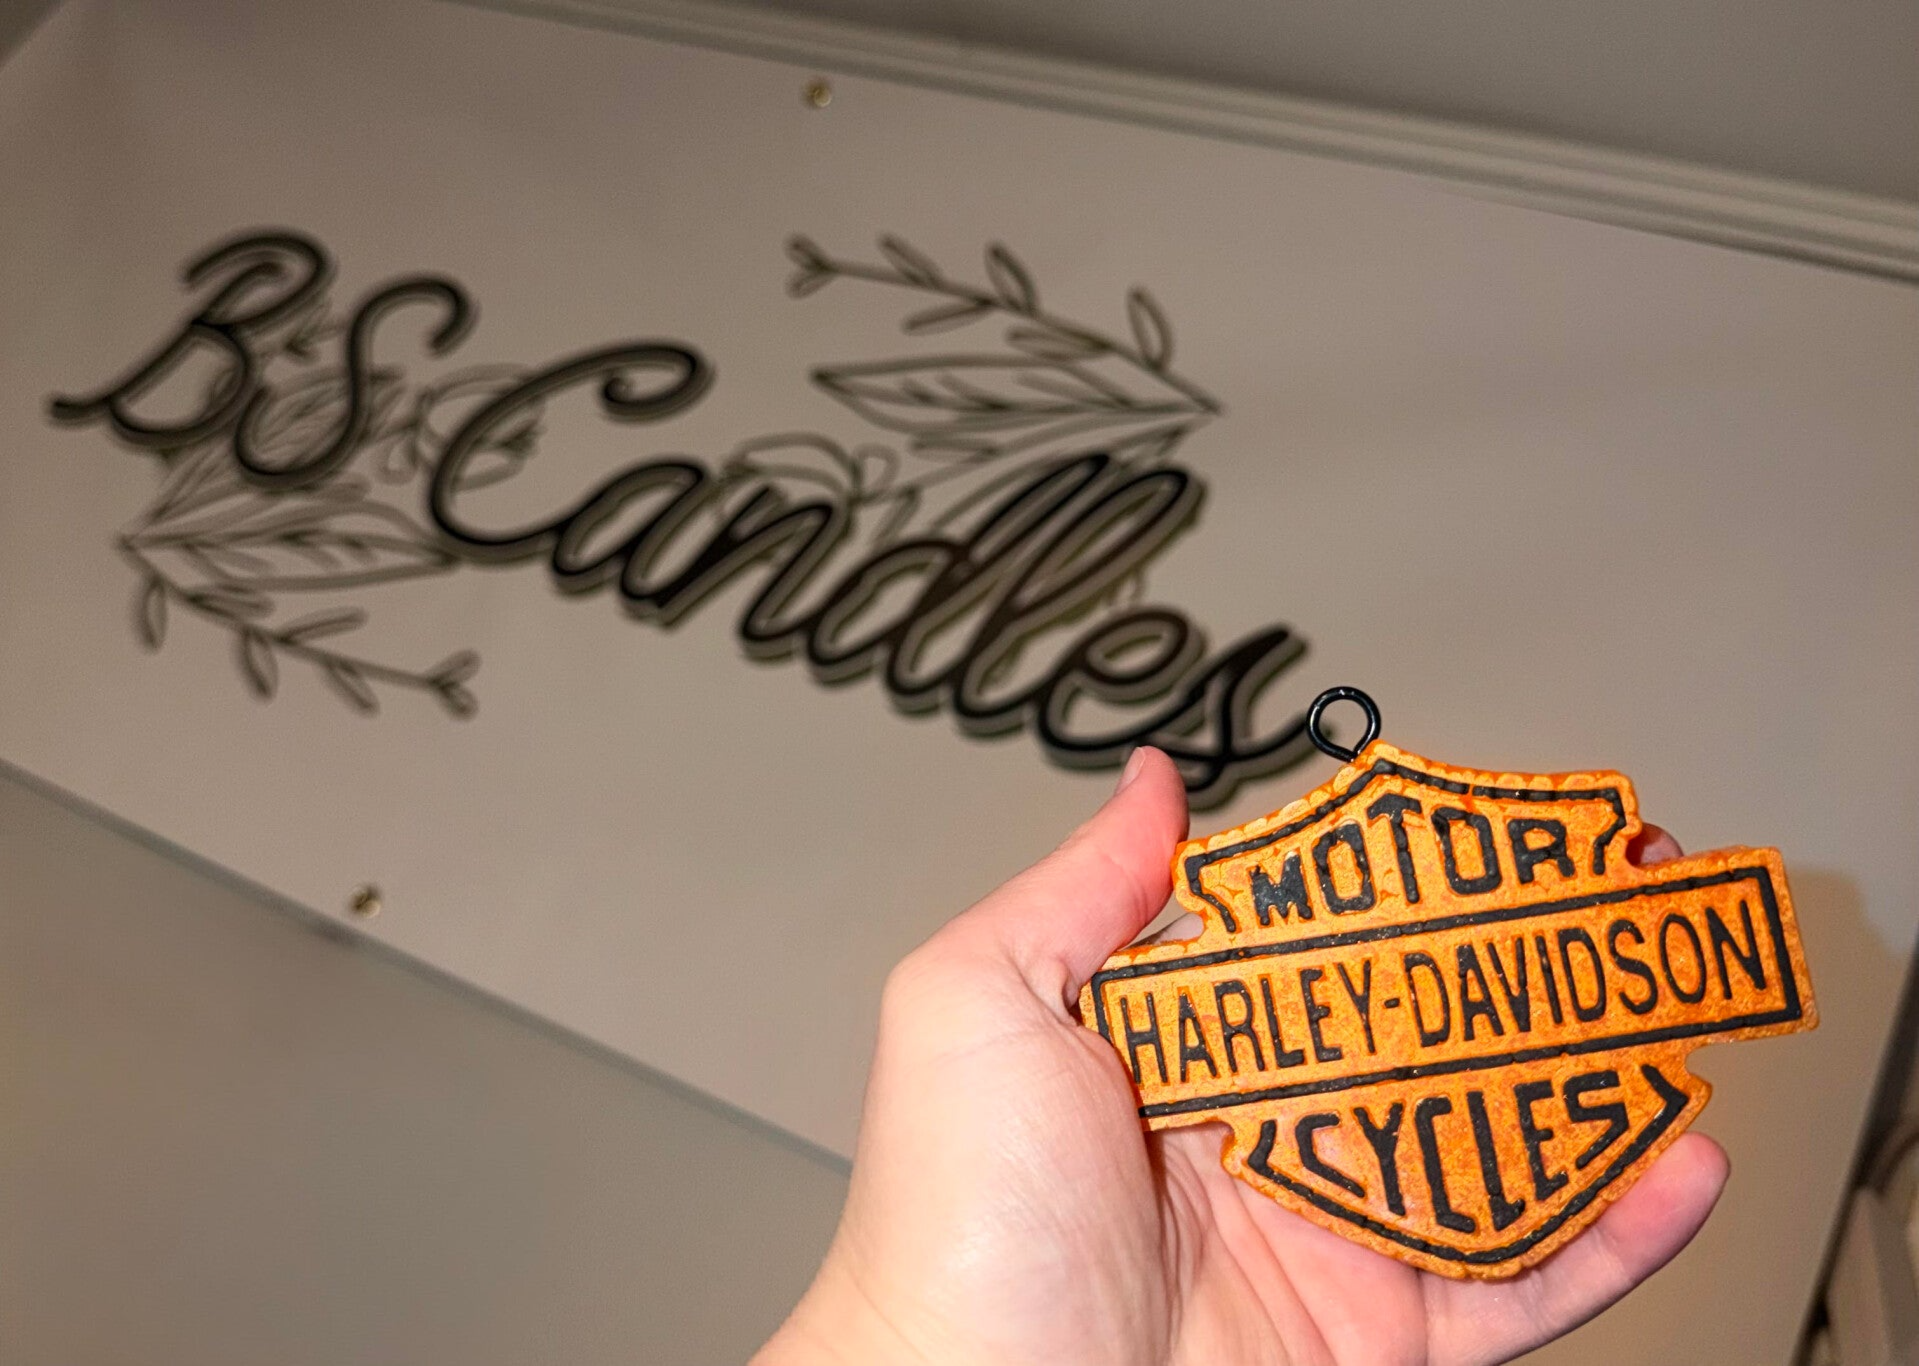 BS Candles
MOTOR
HARLEY-DAVIDSON
CYCLES